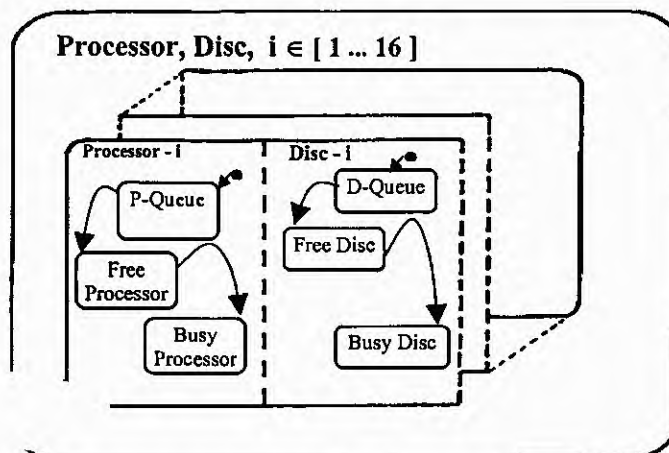 Processor, Disc, i ∈ [ 1 ... 16 ]
Processor - i
Disc - i
P-Queue
D-Queue
Free
Processor
Free Disc
Busy
Processor
Busy Disc